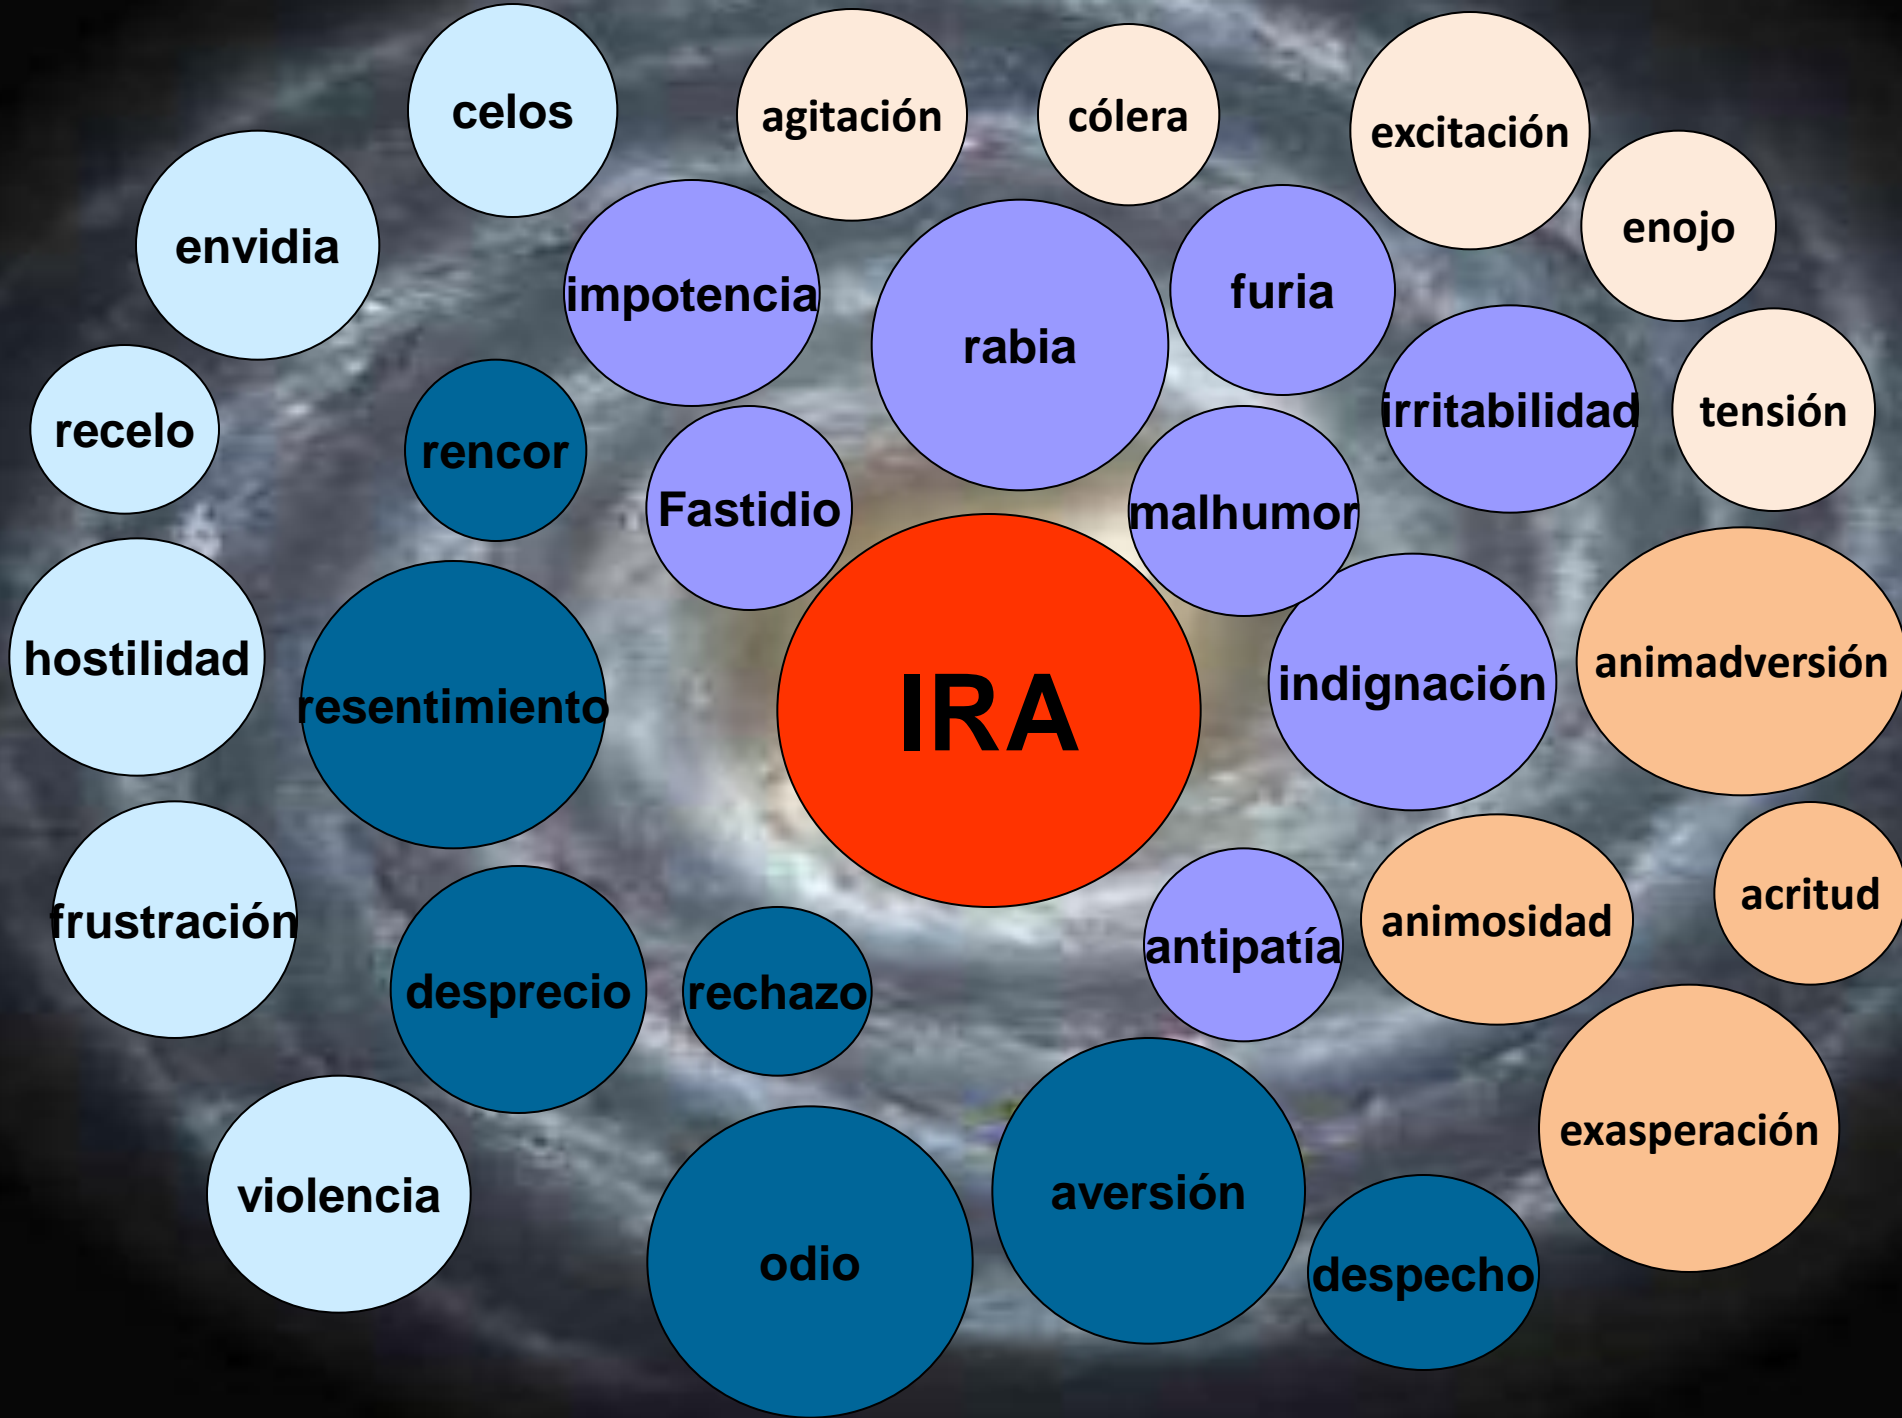 celos
agitación
cólera
excitación
envidia
enojo
impotencia
furia
rabia
recelo
rencor
irritabilidad
tensión
Fastidio
malhumor
hostilidad
resentimiento
IRA
indignación
animadversión
frustración
desprecio
rechazo
antipatía
animosidad
acritud
violencia
odio
aversión
despecho
exasperación